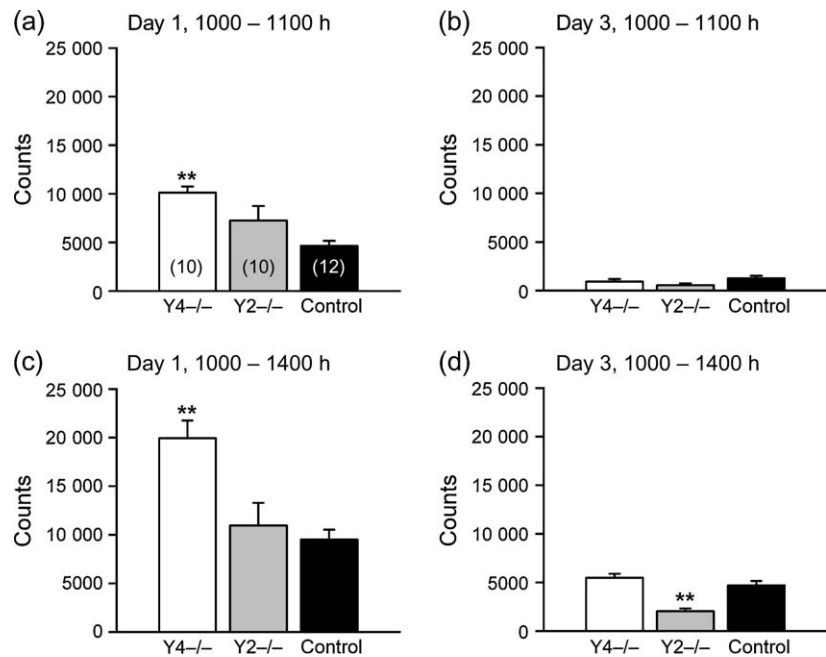 (a) Day 1, 1000 – 1100 h
25 000
20 000
15 000
10 000
5000
0
Counts
**
(10) (10) (12)
Y4–/– Y2–/– Control
(b) Day 3, 1000 – 1100 h
25 000
20 000
15 000
10 000
5000
0
Counts
Y4–/– Y2–/– Control
(c) Day 1, 1000 – 1400 h
25 000
20 000
15 000
10 000
5000
0
Counts
**
Y4–/– Y2–/– Control
(d) Day 3, 1000 – 1400 h
25 000
20 000
15 000
10 000
5000
0
Counts
**
Y4–/– Y2–/– Control